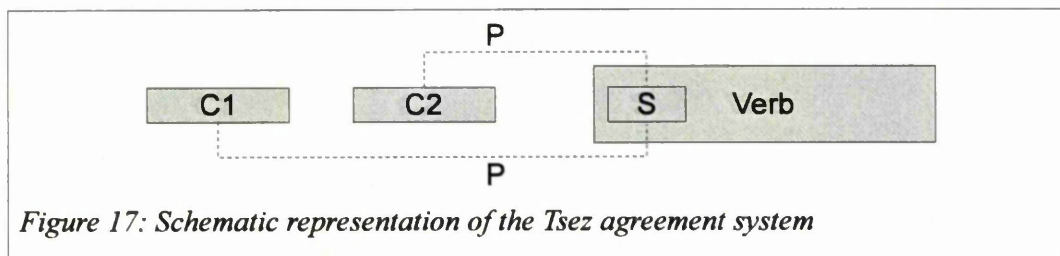 P
C1 C2 S Verb
P
Figure 17: Schematic representation of the Tsez agreement system